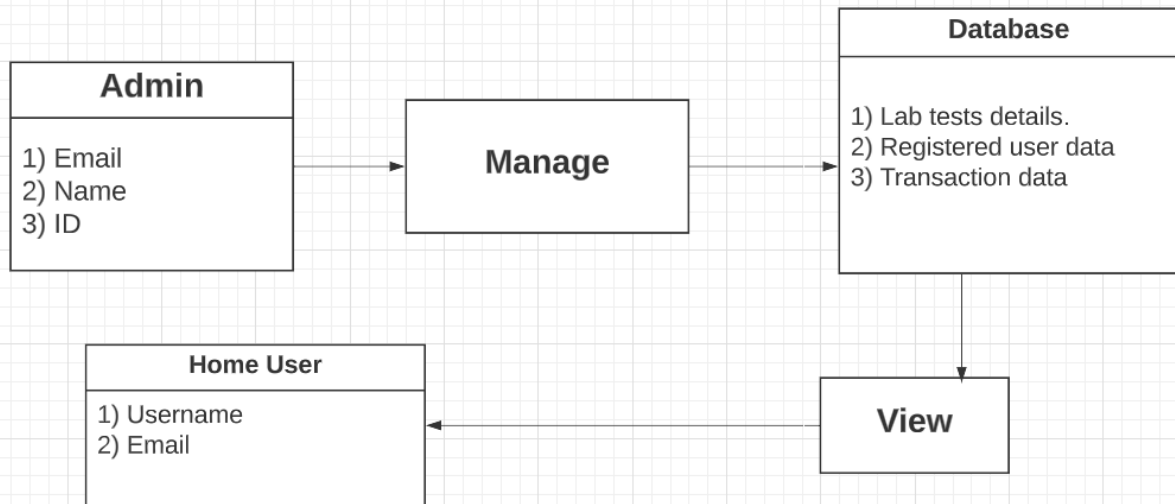 Admin
1) Email
2) Name
3) ID
Manage
Database
1) Lab tests details.
2) Registered user data
3) Transaction data
Home User
1) Username
2) Email
View